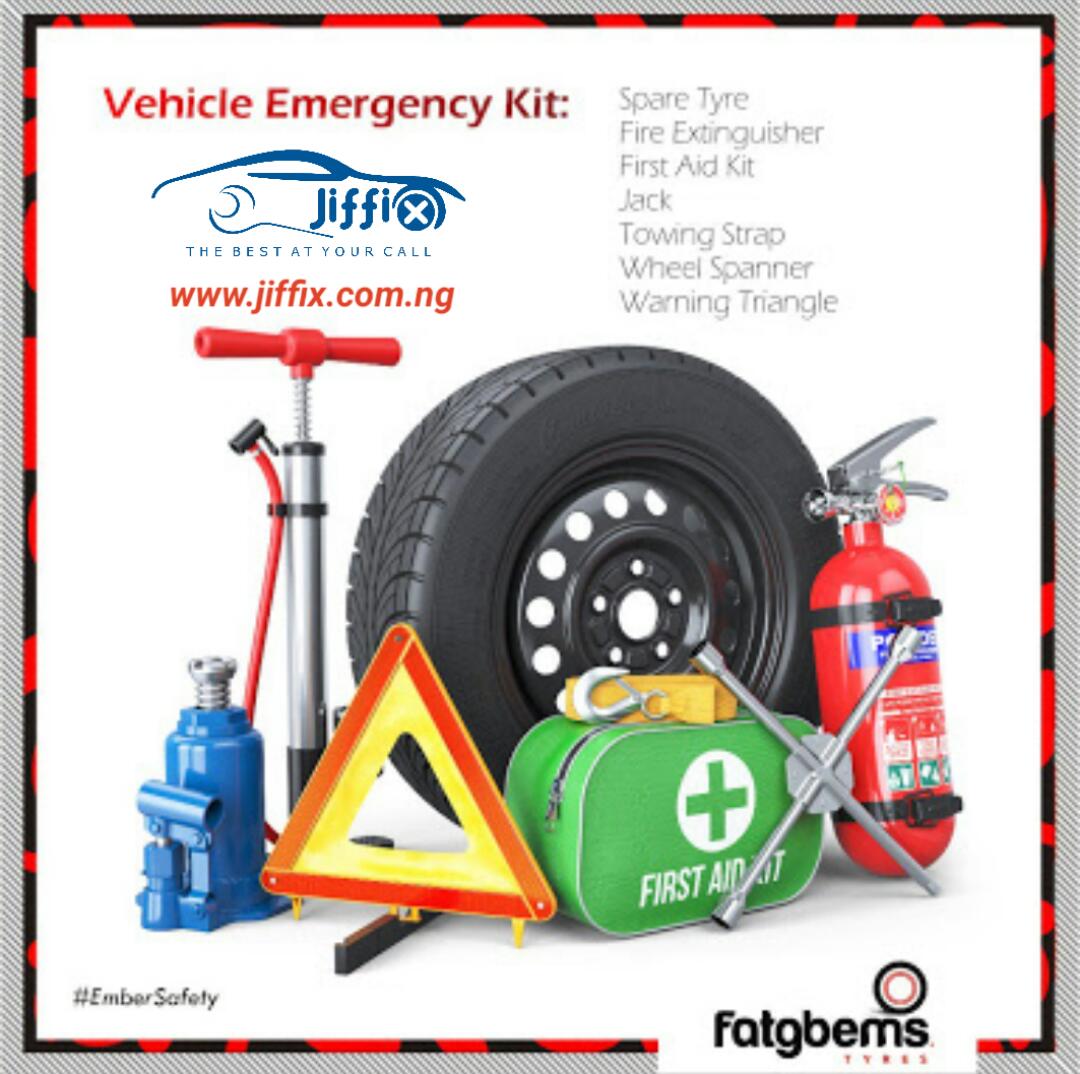 Vehicle Emergency Kit:
Spare Tyre
Fire Extinguisher
First Aid Kit
Jack
Towing Strap
Wheel Spanner
Warning Triangle
Jiffix
THE BEST AT YOUR CALL
www.jiffix.com.ng
FIRST AID KIT
#EmberSafety
fatgbems
TYRES